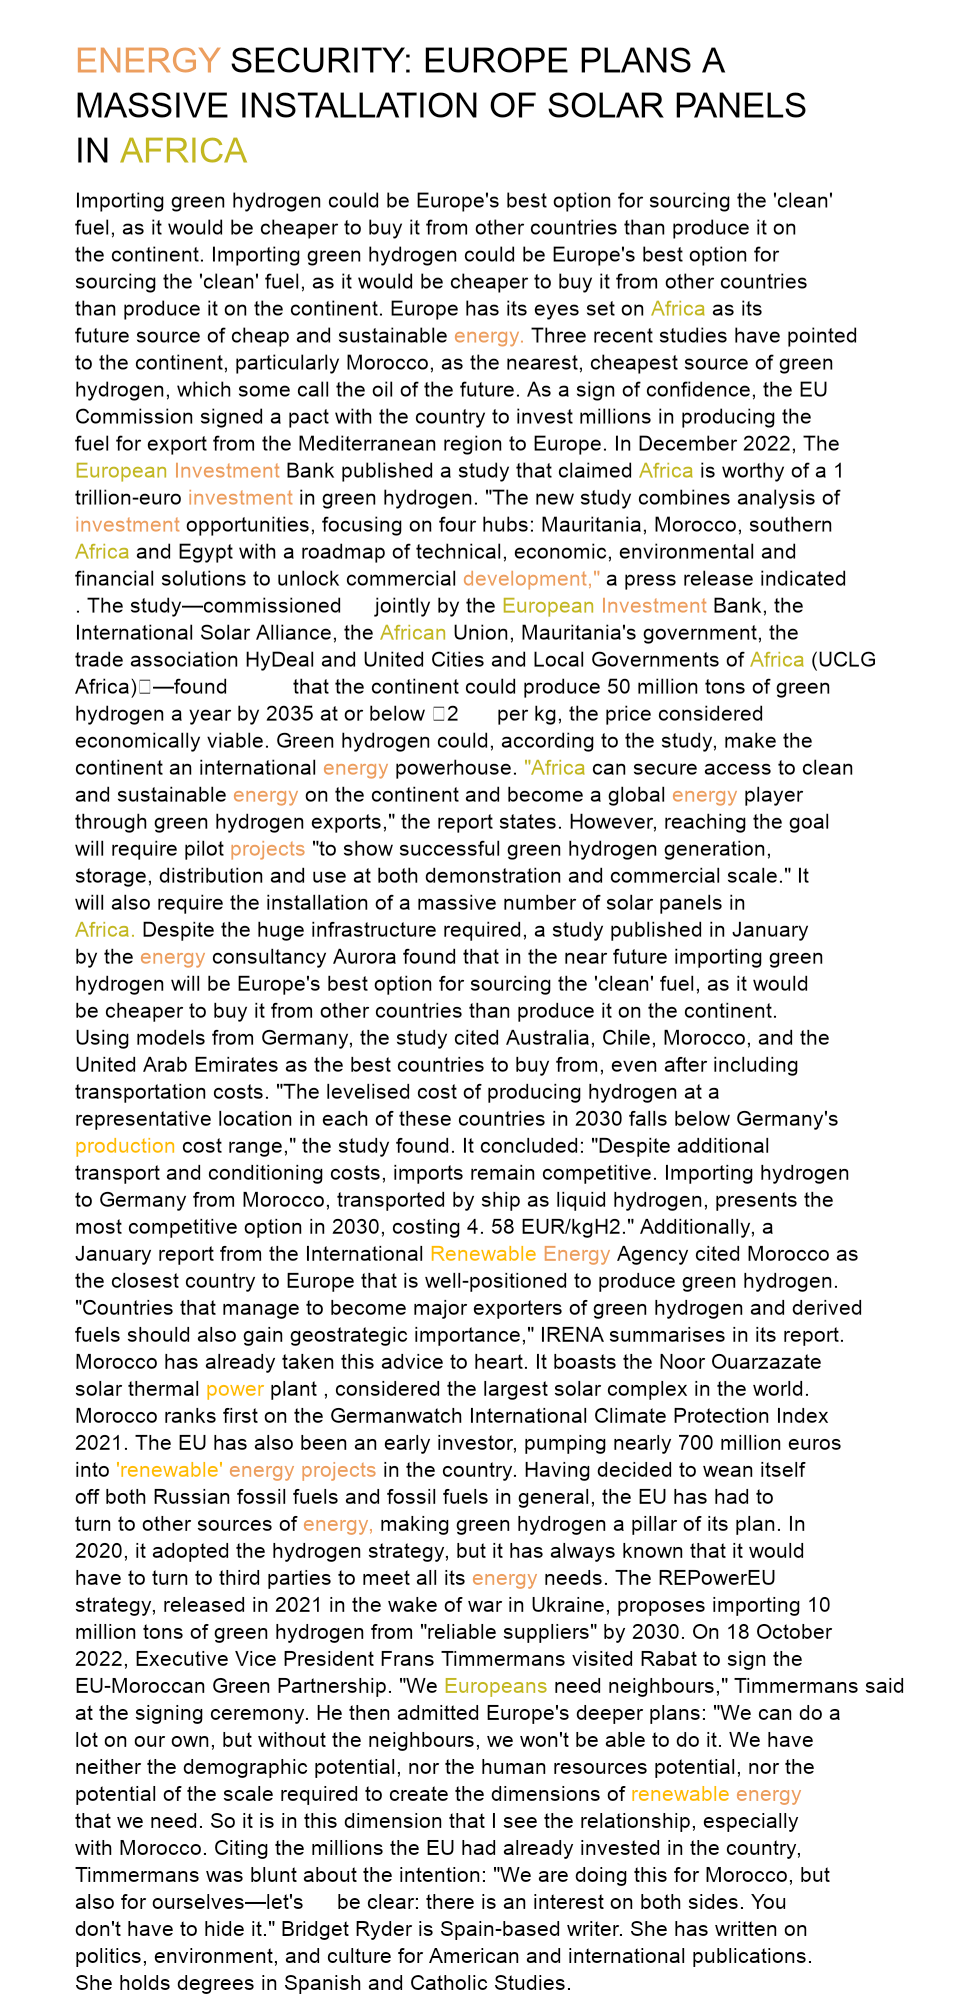 ENERGY SECURITY: EUROPE PLANS A
MASSIVE INSTALLATION OF SOLAR PANELS
IN AFRICA
Importing green hydrogen could be Europe's best option for sourcing the 'clean'
fuel, as it would be cheaper to buy it from other countries than produce it on
the continent. Importing green hydrogen could be Europe's best option for
sourcing the 'clean' fuel, as it would be cheaper to buy it from other countries
than produce it on the continent. Europe has its eyes set on Africa as its
future source of cheap and sustainable energy. Three recent studies have pointed
to the continent, particularly Morocco, as the nearest, cheapest source of green
hydrogen, which some call the oil of the future. As a sign of confidence, the EU
Commission signed a pact with the country to invest millions in producing the
fuel for export from the Mediterranean region to Europe. In December 2022, The
European Investment Bank published a study that claimed Africa is worthy of a 1
trillion-euro investment in green hydrogen. "The new study combines analysis of
investment opportunities, focusing on four hubs: Mauritania, Morocco, southern
Africa and Egypt with a roadmap of technical, economic, environmental and
financial solutions to unlock commercial development," a press release indicated
. The study—commissioned jointly by the European Investment Bank, the
International Solar Alliance, the African Union, Mauritania's government, the
trade association HyDeal and United Cities and Local Governments of Africa (UCLG
Africa)□—found that the continent could produce 50 million tons of green
hydrogen a year by 2035 at or below □2 per kg, the price considered
economically viable. Green hydrogen could, according to the study, make the
continent an international energy powerhouse. "Africa can secure access to clean
and sustainable energy on the continent and become a global energy player
through green hydrogen exports," the report states. However, reaching the goal
will require pilot projects "to show successful green hydrogen generation,
storage, distribution and use at both demonstration and commercial scale." It
will also require the installation of a massive number of solar panels in
Africa. Despite the huge infrastructure required, a study published in January
by the energy consultancy Aurora found that in the near future importing green
hydrogen will be Europe's best option for sourcing the 'clean' fuel, as it would
be cheaper to buy it from other countries than produce it on the continent.
Using models from Germany, the study cited Australia, Chile, Morocco, and the
United Arab Emirates as the best countries to buy from, even after including
transportation costs. "The levelised cost of producing hydrogen at a
representative location in each of these countries in 2030 falls below Germany's
production cost range," the study found. It concluded: "Despite additional
transport and conditioning costs, imports remain competitive. Importing hydrogen
to Germany from Morocco, transported by ship as liquid hydrogen, presents the
most competitive option in 2030, costing 4. 58 EUR/kgH2." Additionally, a
January report from the International Renewable Energy Agency cited Morocco as
the closest country to Europe that is well-positioned to produce green hydrogen.
"Countries that manage to become major exporters of green hydrogen and derived
fuels should also gain geostrategic importance," IRENA summarises in its report.
Morocco has already taken this advice to heart. It boasts the Noor Ouarzazate
solar thermal power plant , considered the largest solar complex in the world.
Morocco ranks first on the Germanwatch International Climate Protection Index
2021. The EU has also been an early investor, pumping nearly 700 million euros
into 'renewable' energy projects in the country. Having decided to wean itself
off both Russian fossil fuels and fossil fuels in general, the EU has had to
turn to other sources of energy, making green hydrogen a pillar of its plan. In
2020, it adopted the hydrogen strategy, but it has always known that it would
have to turn to third parties to meet all its energy needs. The REPowerEU
strategy, released in 2021 in the wake of war in Ukraine, proposes importing 10
million tons of green hydrogen from "reliable suppliers" by 2030. On 18 October
2022, Executive Vice President Frans Timmermans visited Rabat to sign the
EU-Moroccan Green Partnership. "We Europeans need neighbours," Timmermans said
at the signing ceremony. He then admitted Europe's deeper plans: "We can do a
lot on our own, but without the neighbours, we won't be able to do it. We have
neither the demographic potential, nor the human resources potential, nor the
potential of the scale required to create the dimensions of renewable energy
that we need. So it is in this dimension that I see the relationship, especially
with Morocco. Citing the millions the EU had already invested in the country,
Timmermans was blunt about the intention: "We are doing this for Morocco, but
also for ourselves—let's be clear: there is an interest on both sides. You
don't have to hide it." Bridget Ryder is Spain-based writer. She has written on
politics, environment, and culture for American and international publications.
She holds degrees in Spanish and Catholic Studies.